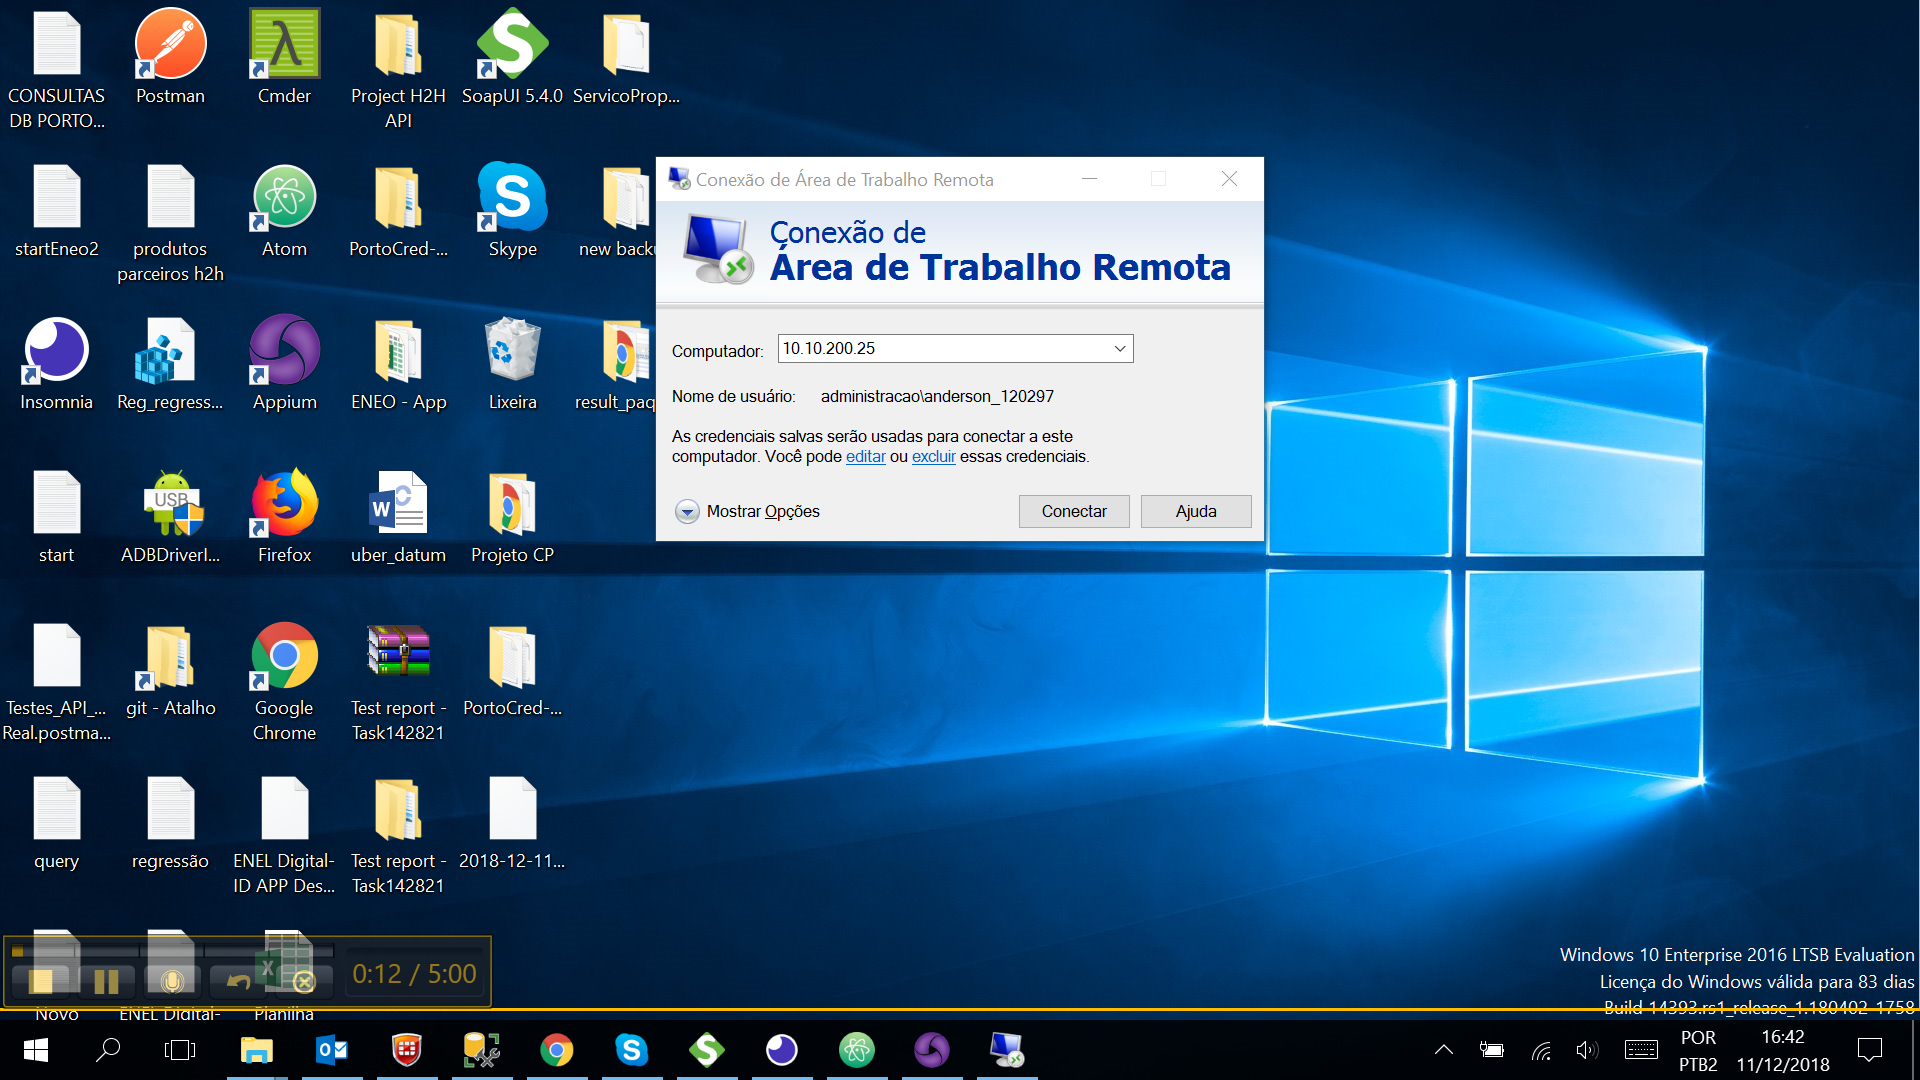 CONSULTAS
DB PORTO...
Postman
Cmder
Project H2H
API
SoapUI 5.4.0
ServicoProp...
startEneo2
produtos
parceiros h2h
Atom
PortoCred-...
Skype
new backu
Insomnia
Reg_regress...
Appium
ENEO - App
Lixeira
result_paq
start
USB
ADBDriverI...
Firefox
W
uber_datum
Projeto CP
Testes_API_...
Real.postma...
git - Atalho
Google
Chrome
Test report -
Task142821
PortoCred-...
query
regressão
ENEL Digital-
ID APP Des...
Test report -
Task142821
2018-12-11...
Novo
ENEL Digital-
Planilha
0:12 / 5:00
Conexão de Área de Trabalho Remota
Conexão de
Área de Trabalho Remota
Computador:
10.10.200.25
Nome de usuário:
administracao\anderson_120297
As credenciais salvas serão usadas para conectar a este
computador. Você pode editar ou excluir essas credenciais.
Mostrar Opções
Conectar
Ajuda
Windows 10 Enterprise 2016 LTSB Evaluation
Licença do Windows válida para 83 dias
Build 14393.rs1_release_1.180402-1758
POR
PTB2
16:42
11/12/2018